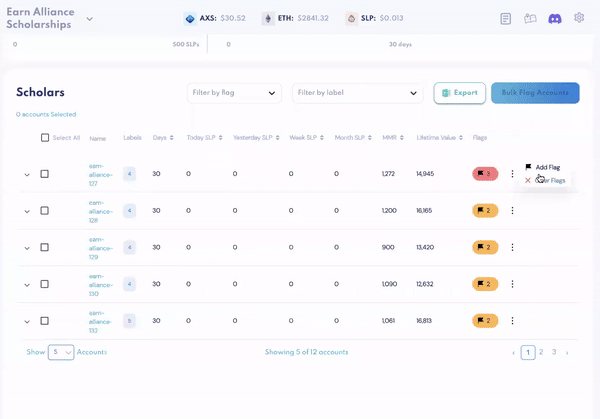 Earn Alliance
Scholarships
AXS: $30.52
ETH: $2841.32
SLP: $0.013
0 500 SLPs 0 30 days
Scholars
Filter by flag
Filter by label
Export
Bulk Flag Accounts
0 accounts Selected
Select All Name Labels Days Today SLP Yesterday SLP Week SLP Month SLP MMR Lifetime Value Flags
earn-
alliance-
127
4 30 0 0 0 0 1,272 14,945 3
Add Flag
Flags
earn-
alliance-
128
4 30 0 0 0 0 1,200 16,165 2
earn-
alliance-
129
4 30 0 0 0 0 900 13,420 2
earn-
alliance-
130
4 30 0 0 0 0 1,090 12,632 2
earn-
alliance-
133
30 0 0 0 0 1,061 16,813 2
Show 5 Accounts
Showing 5 of 12 accounts
‹ 1 2 3 ›